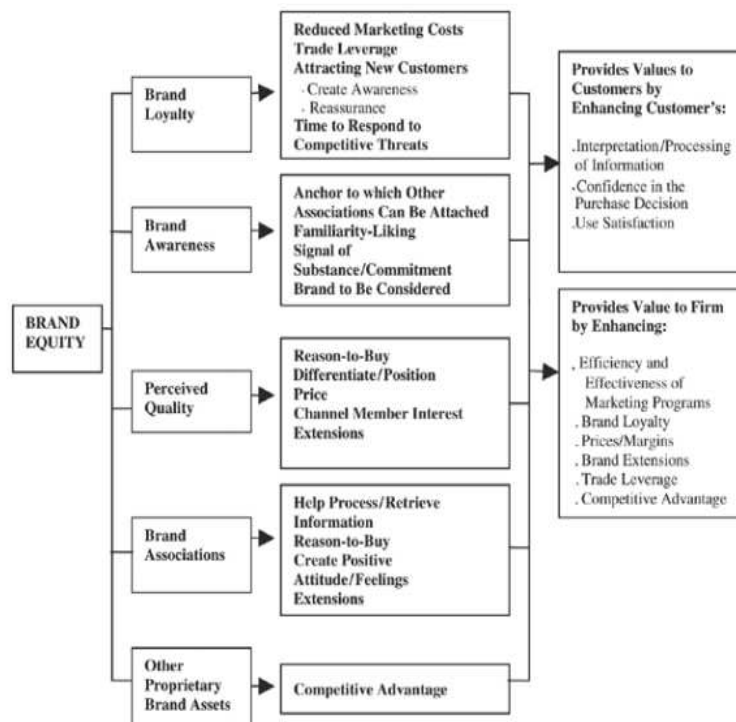 BRAND
EQUITY
Brand
Loyalty
Reduced Marketing Costs
Trade Leverage
Attracting New Customers
. Create Awareness
. Reassurance
Time to Respond to
Competitive Threats
Brand
Awareness
Anchor to which Other
Associations Can Be Attached
Familiarity-Liking
Signal of
Substance/Commitment
Brand to Be Considered
Perceived
Quality
Reason-to-Buy
Differentiate/Position
Price
Channel Member Interest
Extensions
Brand
Associations
Help Process/Retrieve
Information
Reason-to-Buy
Create Positive
Attitude/Feelings
Extensions
Other
Proprietary
Brand Assets
Competitive Advantage
Provides Values to
Customers by
Enhancing Customer's:
.Interpretation/Processing
of Information
.Confidence in the
Purchase Decision
.Use Satisfaction
Provides Value to Firm
by Enhancing:
. Efficiency and
Effectiveness of
Marketing Programs
. Brand Loyalty
. Prices/Margins
. Brand Extensions
. Trade Leverage
. Competitive Advantage